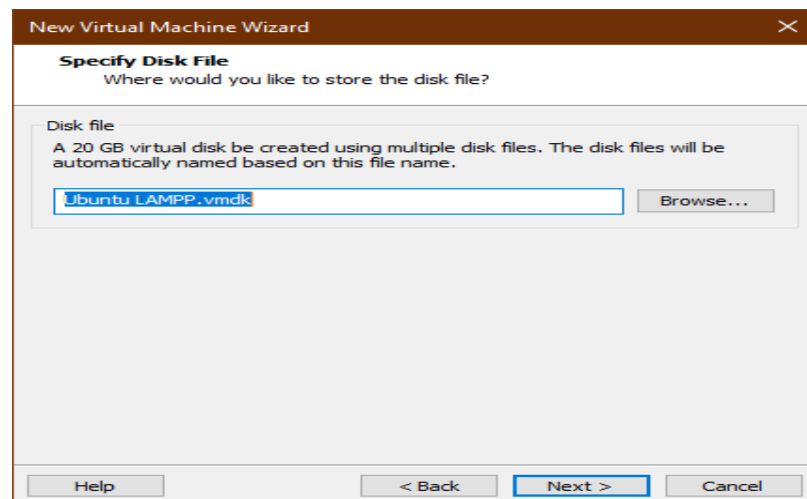 New Virtual Machine Wizard
Specify Disk File
Where would you like to store the disk file?
Disk file
A 20 GB virtual disk be created using multiple disk files. The disk files will be
automatically named based on this file name.
Ubuntu LAMPP.vmdk
Browse...
Help
< Back
Next >
Cancel